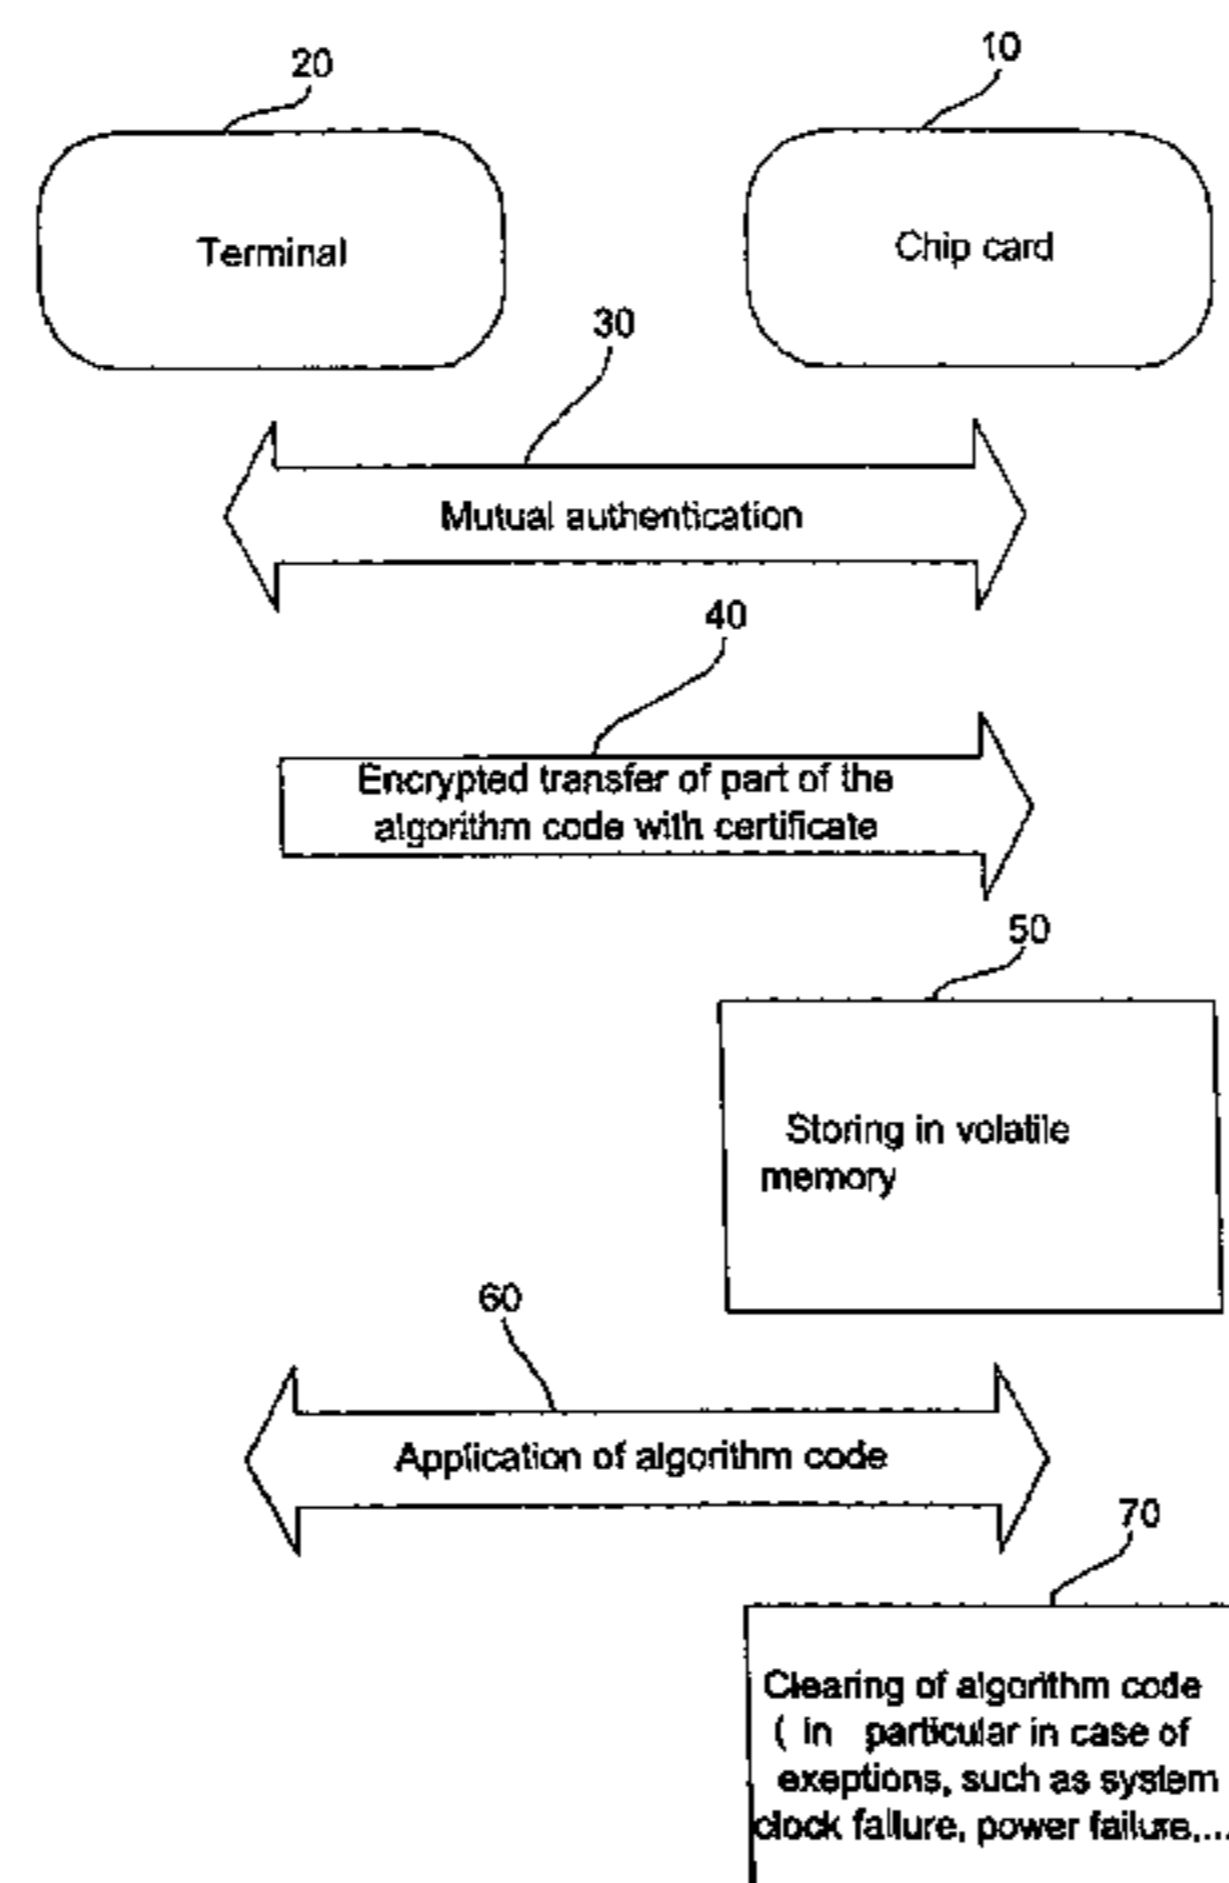 20
10
Terminal
Chip card
30
Mutual authentication
40
Encrypted transfer of part of the
algorithm code with certificate
50
Storing in volatile
memory
60
Application of algorithm code
70
Clearing of algorithm code
( in particular in case of
exeptions, such as system
clock failure, power failure,...